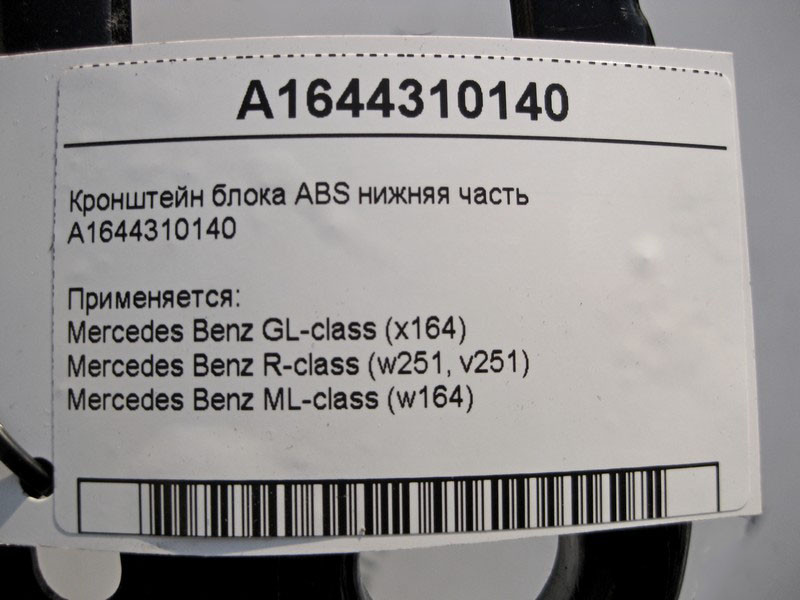 A1644310140
Кронштейн блока ABS нижняя часть
A1644310140
Применяется:
Mercedes Benz GL-class (x164)
Mercedes Benz R-class (w251, v251)
Mercedes Benz ML-class (w164)